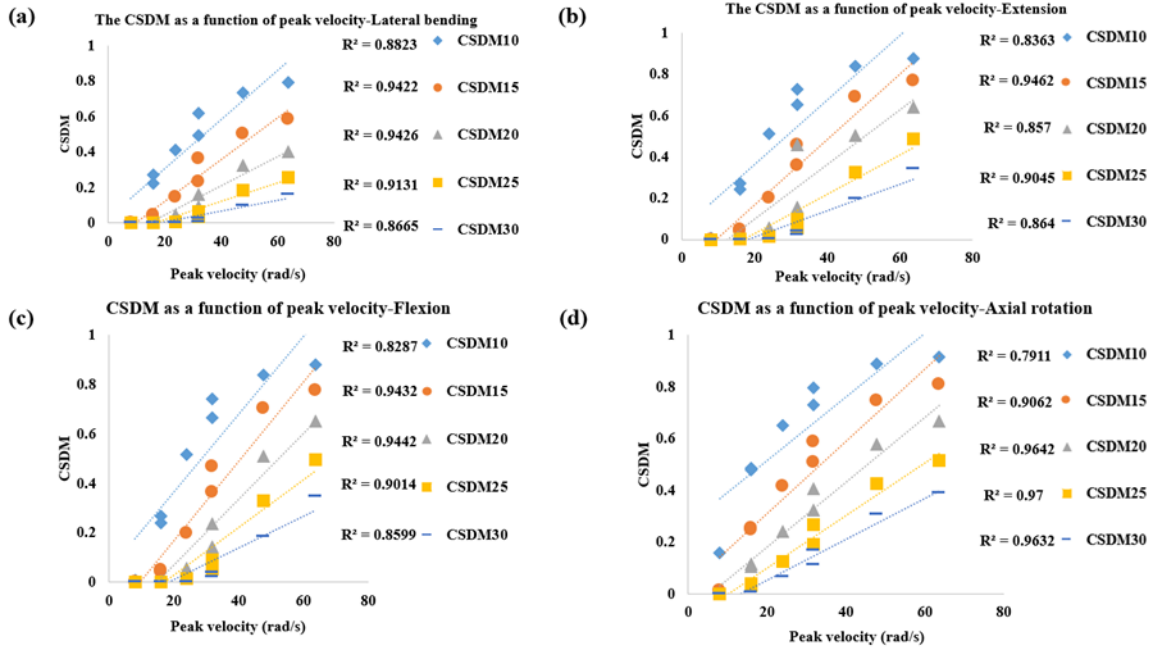 (a)
The CSDM as a function of peak velocity-Lateral bending
1
0.8
0.6
0.4
0.2
0
0 20 40 60 80
CSDM
Peak velocity (rad/s)
R² = 0.8823 CSDM10
R² = 0.9422 CSDM15
R² = 0.9426 CSDM20
R² = 0.9131 CSDM25
R² = 0.8665 CSDM30
(b)
The CSDM as a function of peak velocity-Extension
1
0.8
0.6
0.4
0.2
0
0 20 40 60 80
CSDM
Peak velocity (rad/s)
R² = 0.8363 CSDM10
R² = 0.9462 CSDM15
R² = 0.857 CSDM20
R² = 0.9045 CSDM25
R² = 0.864 CSDM30
(c)
CSDM as a function of peak velocity-Flexion
1
0.8
0.6
0.4
0.2
0
0 20 40 60 80
CSDM
Peak velocity (rad/s)
R² = 0.8287 CSDM10
R² = 0.9432 CSDM15
R² = 0.9442 CSDM20
R² = 0.9014 CSDM25
R² = 0.8599 CSDM30
(d)
CSDM as a function of peak velocity-Axial rotation
1
0.8
0.6
0.4
0.2
0
0 20 40 60 80
CSDM
Peak velocity (rad/s)
R² = 0.7911 CSDM10
R² = 0.9062 CSDM15
R² = 0.9642 CSDM20
R² = 0.97 CSDM25
R² = 0.9632 CSDM30